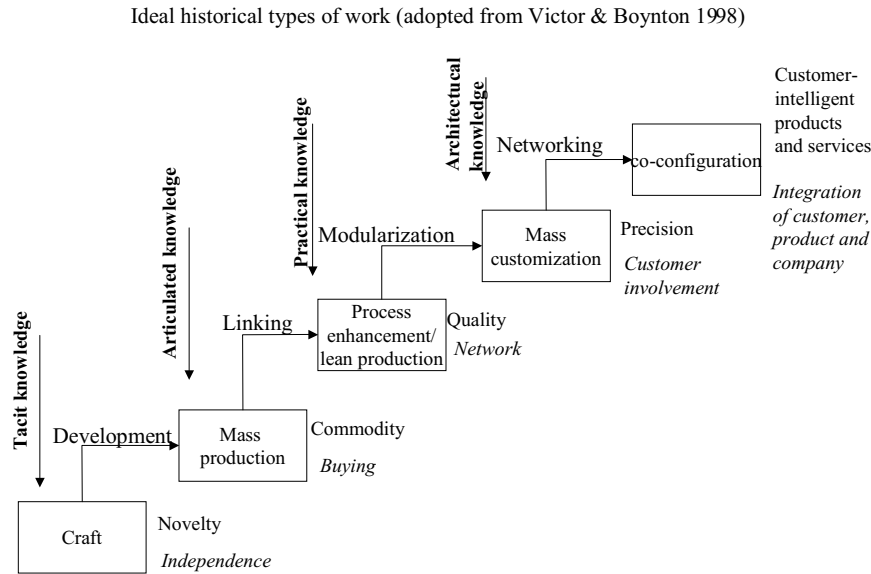 Ideal historical types of work (adopted from Victor & Boynton 1998)
Customer-
intelligent
products
and services
Architectucal
knowledge
Networking
co-configuration
Integration
of customer,
product and
company
Practical knowledge
Modularization
Mass
customization
Precision
Customer
involvement
Articulated knowledge
Linking
Process
enhancement/
lean production
Quality
Network
Tacit knowledge
Development
Mass
production
Commodity
Buying
Craft
Novelty
Independence